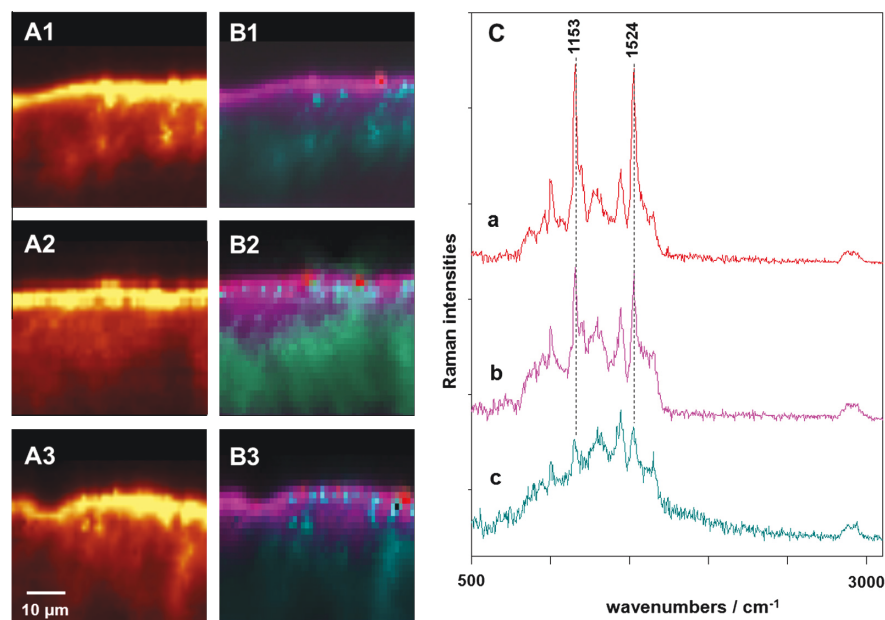 A1
B1
A2
B2
A3
B3
10 µm
C
1153
1524
a
b
c
Raman intensities
500
3000
wavenumbers / cm-1